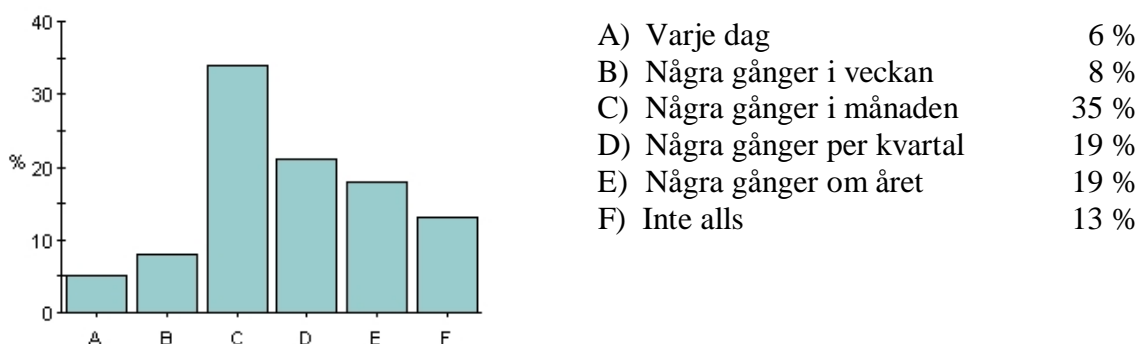 40
30
%
20
10
0
A B C D E F
A) Varje dag 6 %
B) Några gånger i veckan 8 %
C) Några gånger i månaden 35 %
D) Några gånger per kvartal 19 %
E) Några gånger om året 19 %
F) Inte alls 13 %